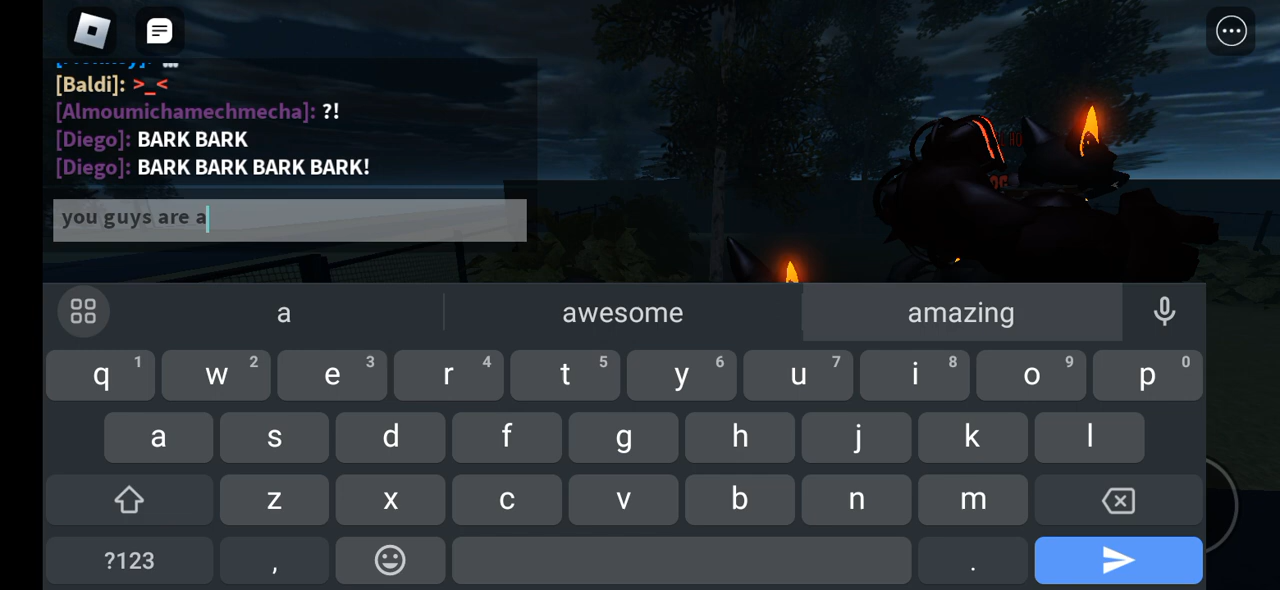 [Baldi]: >_<
[Almoumichamechmecha]: ?!
[Diego]: BARK BARK
[Diego]: BARK BARK BARK BARK!
you guys are a
a awesome amazing
q 1 w 2 e 3 r 4 t 5 y 6 u 7 i 8 o 9 p 0
a s d f g h j k l
z x c v b n m
?123 , .